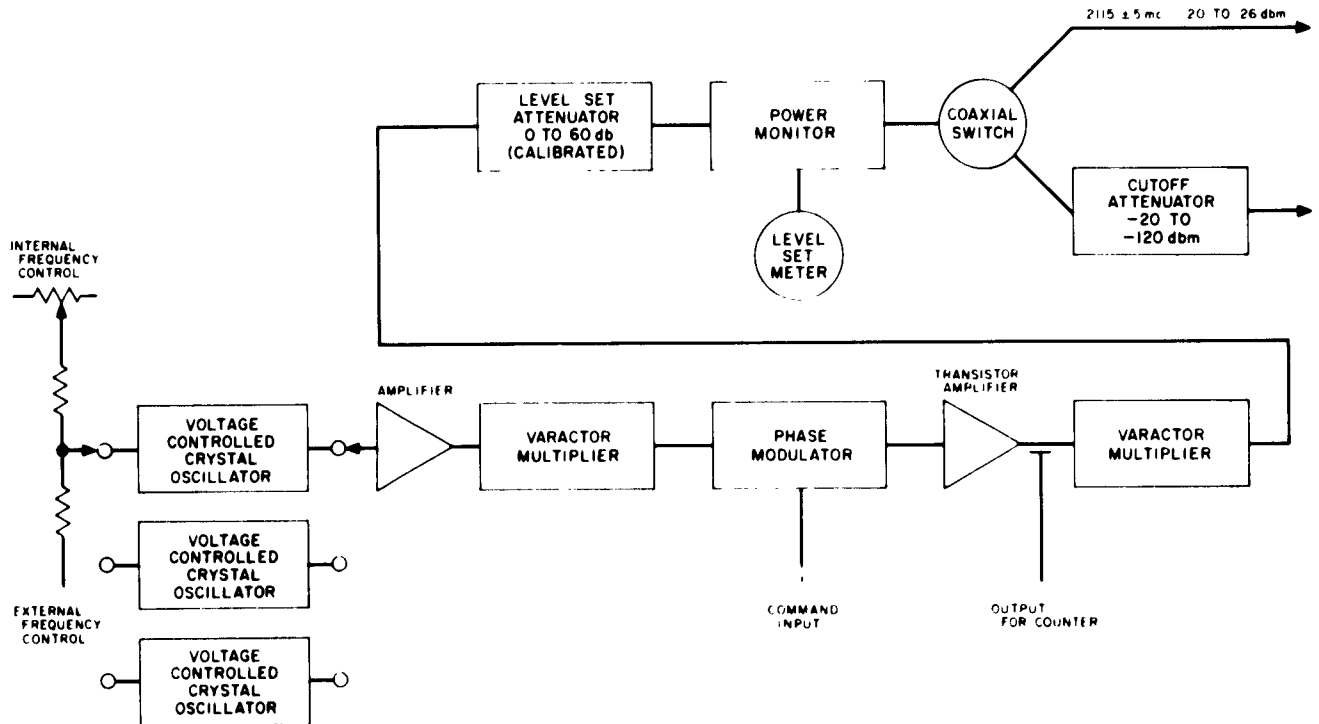 2115 ± 5 mc 20 TO 26 dbm
LEVEL SET
ATTENUATOR
0 TO 60 db
(CALIBRATED)
POWER
MONITOR
COAXIAL
SWITCH
CUTOFF
ATTENUATOR
-20 TO
-120 dbm
LEVEL
SET
METER
INTERNAL
FREQUENCY
CONTROL
AMPLIFIER
TRANSISTOR
AMPLIFIER
VOLTAGE
CONTROLLED
CRYSTAL
OSCILLATOR
VARACTOR
MULTIPLIER
PHASE
MODULATOR
VARACTOR
MULTIPLIER
VOLTAGE
CONTROLLED
CRYSTAL
OSCILLATOR
EXTERNAL
FREQUENCY
CONTROL
COMMAND
INPUT
OUTPUT
FOR COUNTER
VOLTAGE
CONTROLLED
CRYSTAL
OSCILLATOR